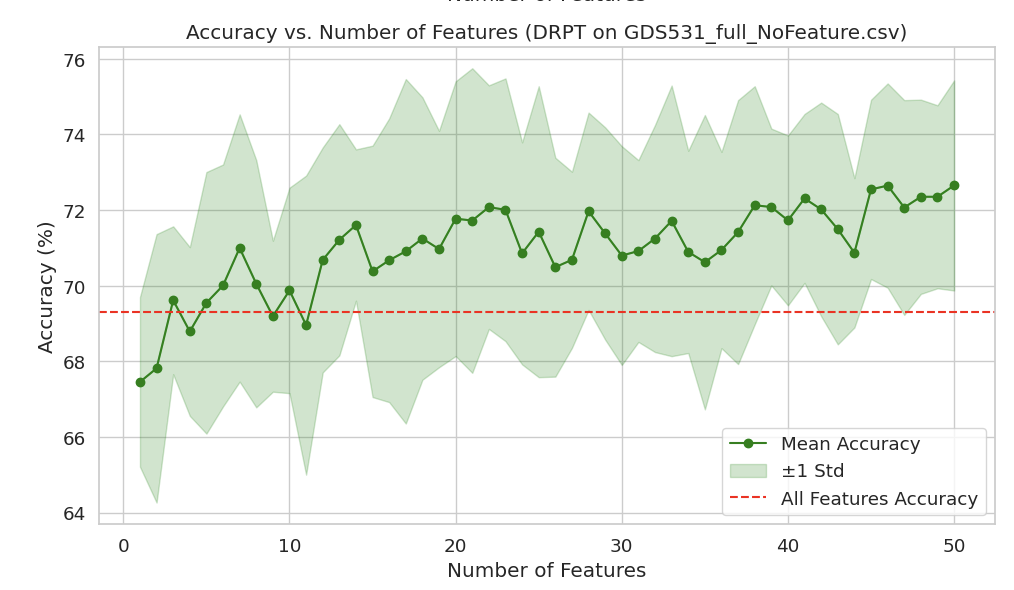 Accuracy vs. Number of Features (DRPT on GDS531_full_NoFeature.csv)
Accuracy (%)
76
74
72
70
68
66
64
Mean Accuracy
±1 Std
All Features Accuracy
0 10 20 30 40 50
Number of Features